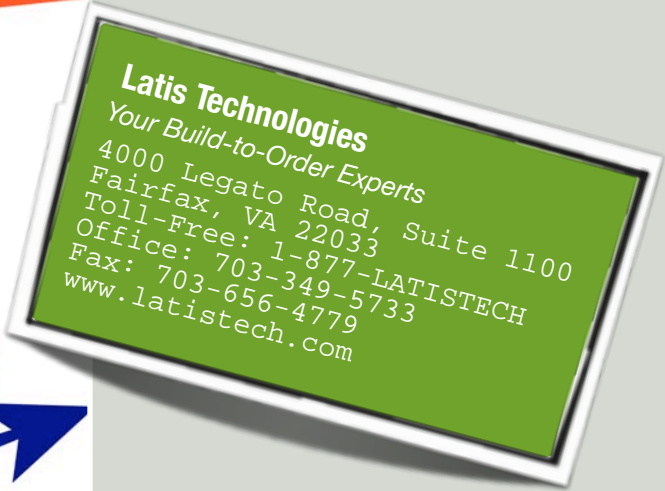 Latis Technologies
Your Build-to-Order Experts
4000 Legato Road, Suite 1100
Fairfax, VA 22033
Toll-Free: 1-877-LATISTECH
Office: 703-349-5733
Fax: 703-656-4779
www.latistech.com